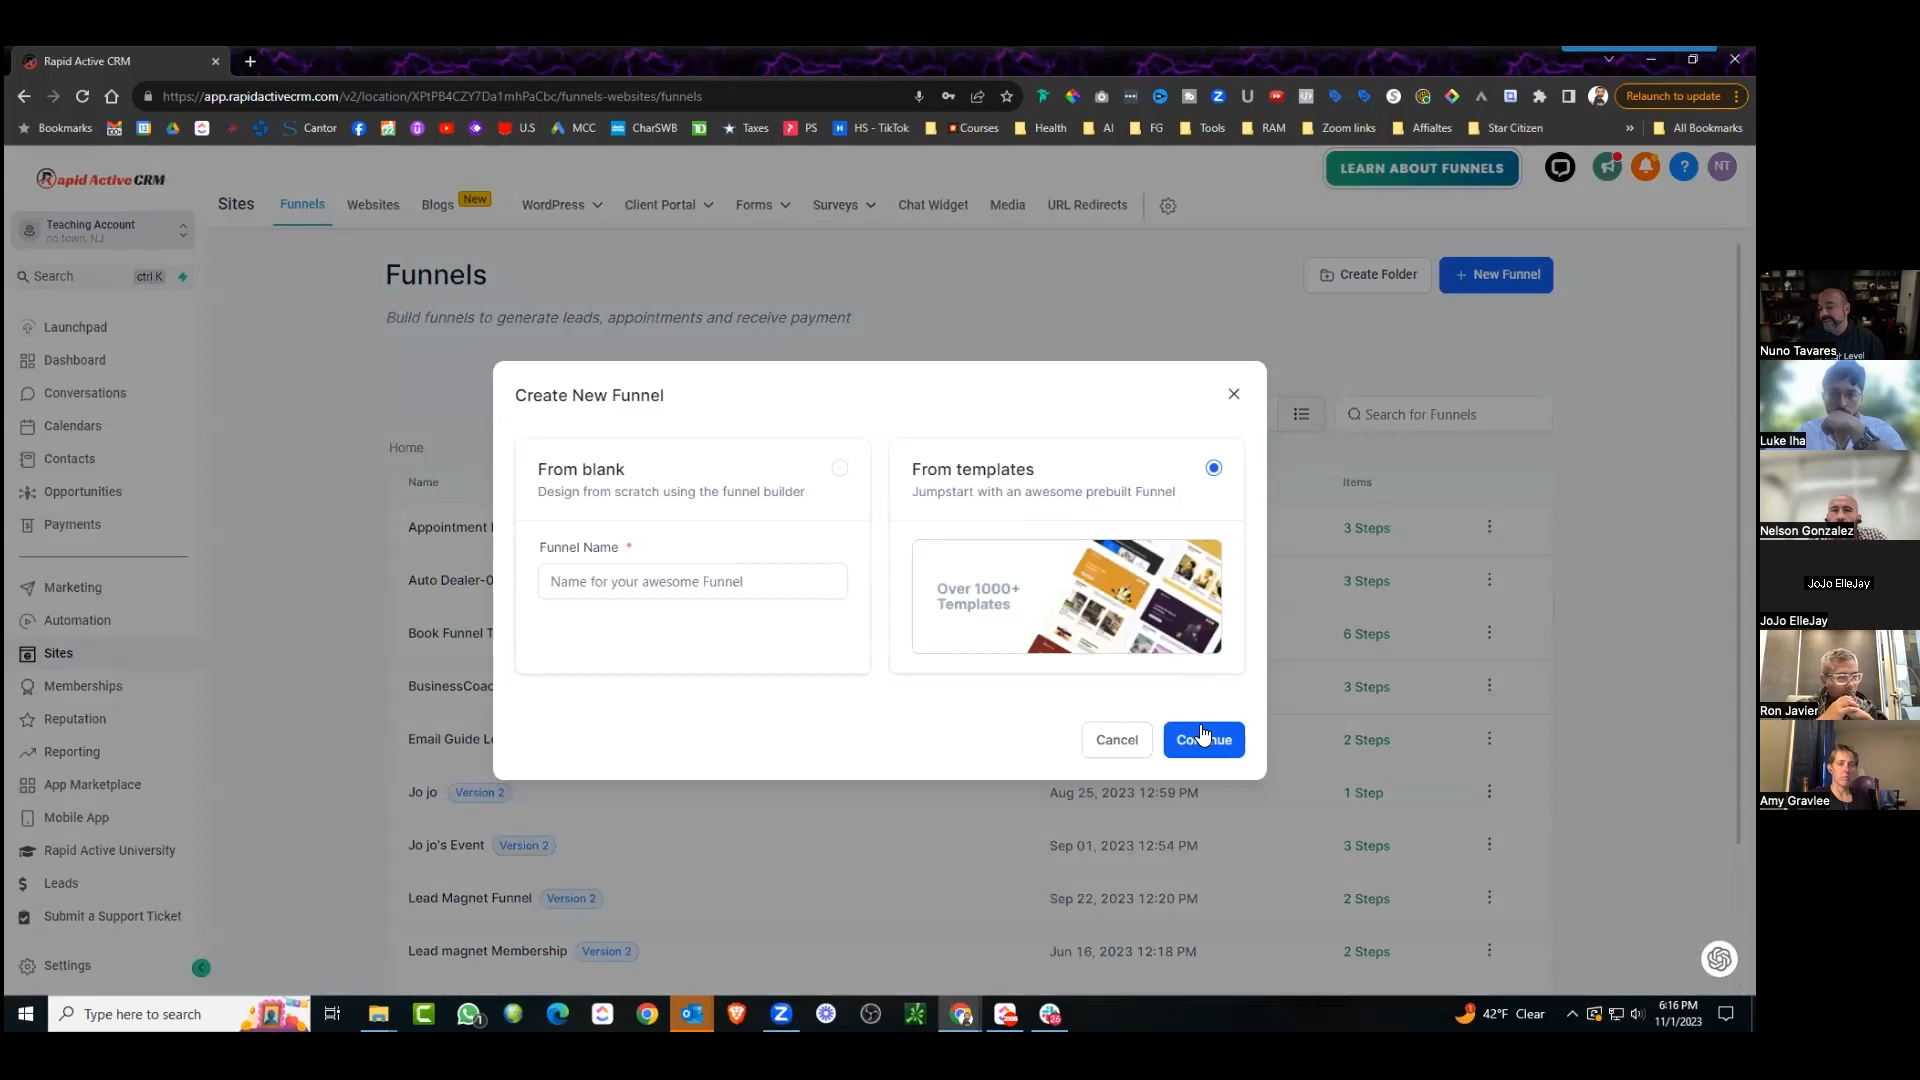 Rapid Active CRM
https://app.rapidactivecrm.com/v2/location/XPtPB4CZY7Da1mhPaCbc/funnels-websites/funnels
Relaunch to update
Bookmarks
Cantor
U.S
MCC
CharSWB
Taxes
PS
HS - TikTok
Courses
Health
AI
FG
Tools
RAM
Zoom links
Affialtes
Star Citizen
»
All Bookmarks
Rapid Active CRM
LEARN ABOUT FUNNELS
NT
Sites
Funnels
Websites
Blogs
New
WordPress
Client Portal
Forms
Surveys
Chat Widget
Media
URL Redirects
Teaching Account
no town, NJ
Search
ctrl K
Launchpad
Dashboard
Conversations
Calendars
Contacts
Opportunities
Payments
Marketing
Automation
Sites
Memberships
Reputation
Reporting
App Marketplace
Mobile App
Rapid Active University
Leads
Submit a Support Ticket
Settings
Funnels
Build funnels to generate leads, appointments and receive payment
Create Folder
+ New Funnel
Search for Funnels
Home
Name
Items
Create New Funnel
From blank
Design from scratch using the funnel builder
Funnel Name *
Name for your awesome Funnel
From templates
Jumpstart with an awesome prebuilt Funnel
Over 1000+
Templates
Cancel
Continue
Appointment
3 Steps
Auto Dealer-0
3 Steps
Book Funnel T
6 Steps
BusinessCoac
3 Steps
Email Guide Le
2 Steps
Jo jo
Version 2
Aug 25, 2023 12:59 PM
1 Step
Jo jo's Event
Version 2
Sep 01, 2023 12:54 PM
3 Steps
Lead Magnet Funnel
Version 2
Sep 22, 2023 12:20 PM
2 Steps
Lead magnet Membership
Version 2
Jun 16, 2023 12:18 PM
2 Steps
Nuno Tavares
Luke Iha
Nelson Gonzalez
JoJo ElleJay
JoJo ElleJay
Ron Javier
Amy Gravlee
Type here to search
42°F Clear
6:16 PM
11/1/2023